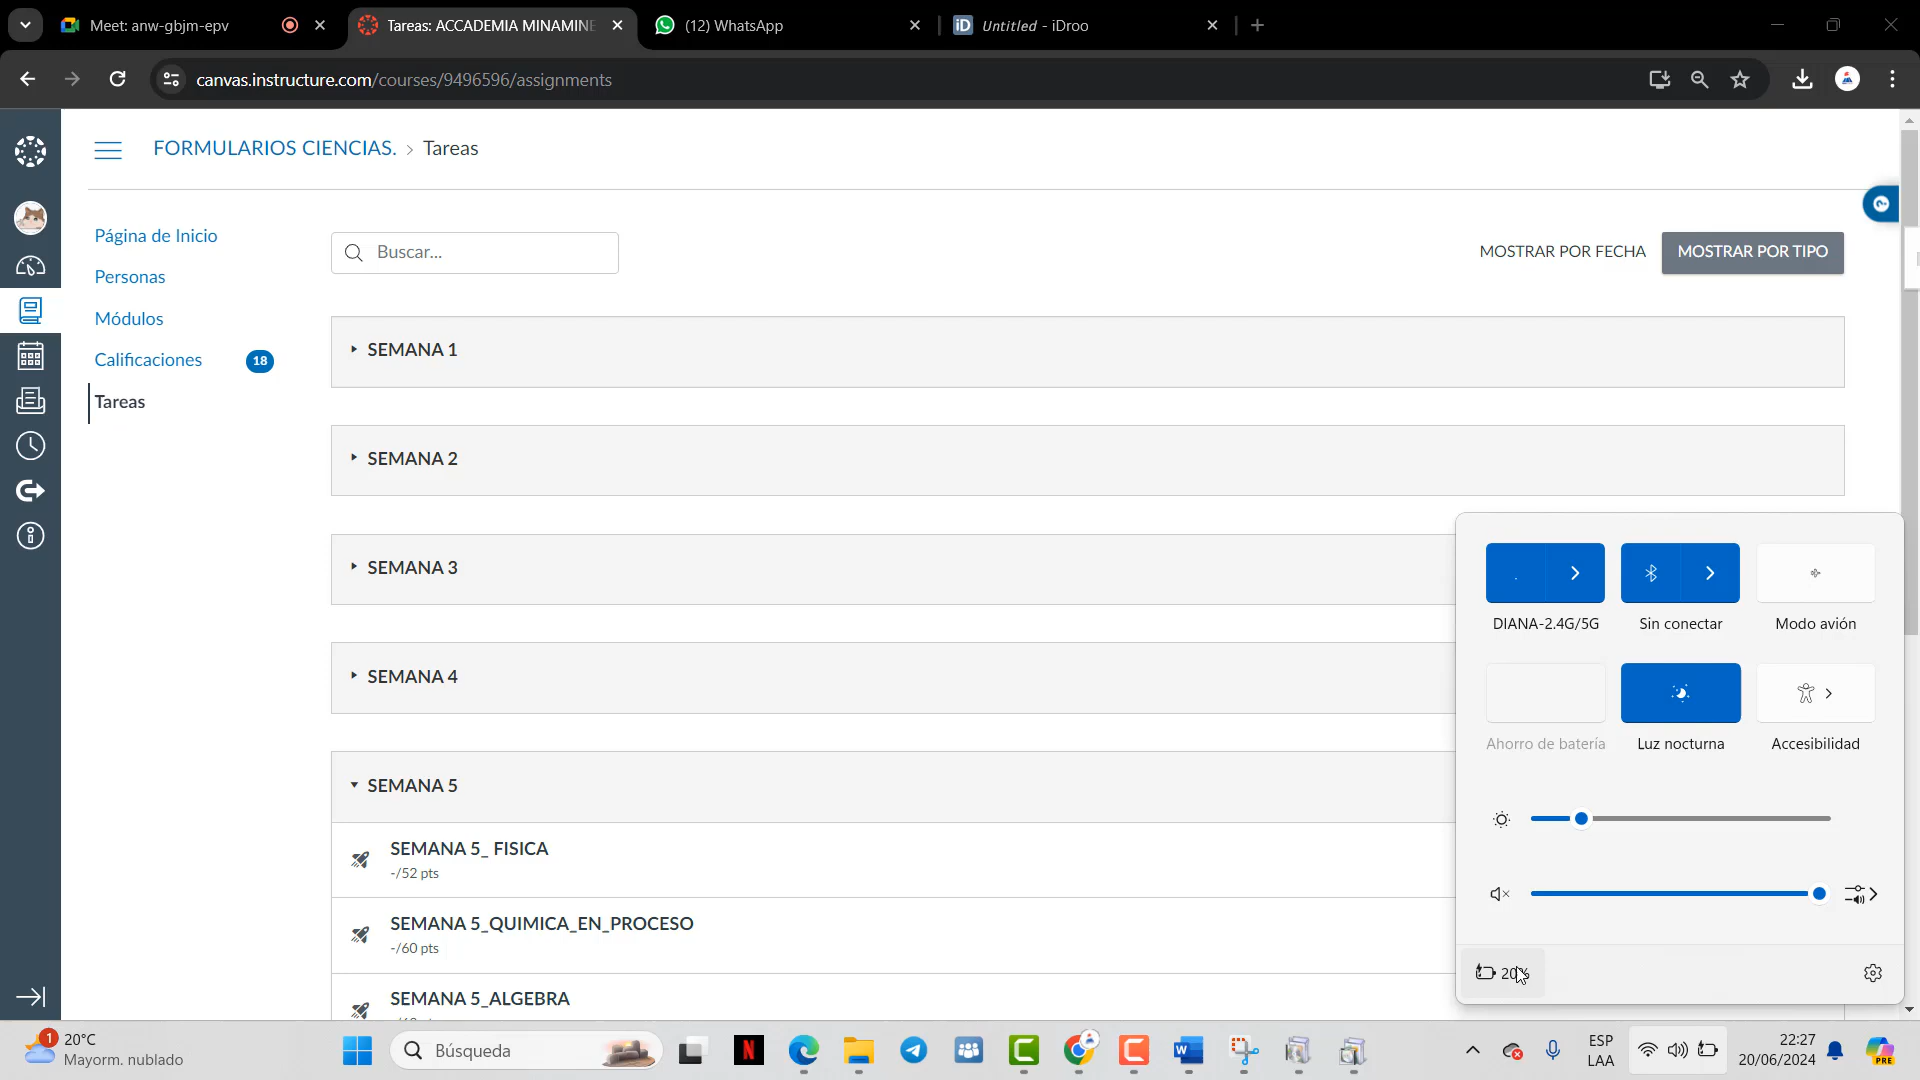 Meet: anw-gbjm-epv
Tareas: ACCADEMIA MINAMINE
(12) WhatsApp
Untitled - iDroo
canvas.instructure.com/courses/9496596/assignments
FORMULARIOS CIENCIAS. > Tareas
Página de Inicio
Personas
Módulos
Calificaciones 18
Tareas
Buscar...
MOSTRAR POR FECHA
MOSTRAR POR TIPO
SEMANA 1
SEMANA 2
SEMANA 3
SEMANA 4
SEMANA 5
SEMANA 5_ FISICA
-/52 pts
SEMANA 5_QUIMICA_EN_PROCESO
-/60 pts
SEMANA 5_ALGEBRA
DIANA-2.4G/5G
Sin conectar
Modo avión
Ahorro de batería
Luz nocturna
Accesibilidad
20%
1
20°C
Mayorm. nublado
Búsqueda
ESP
LAA
22:27
20/06/2024
PRE